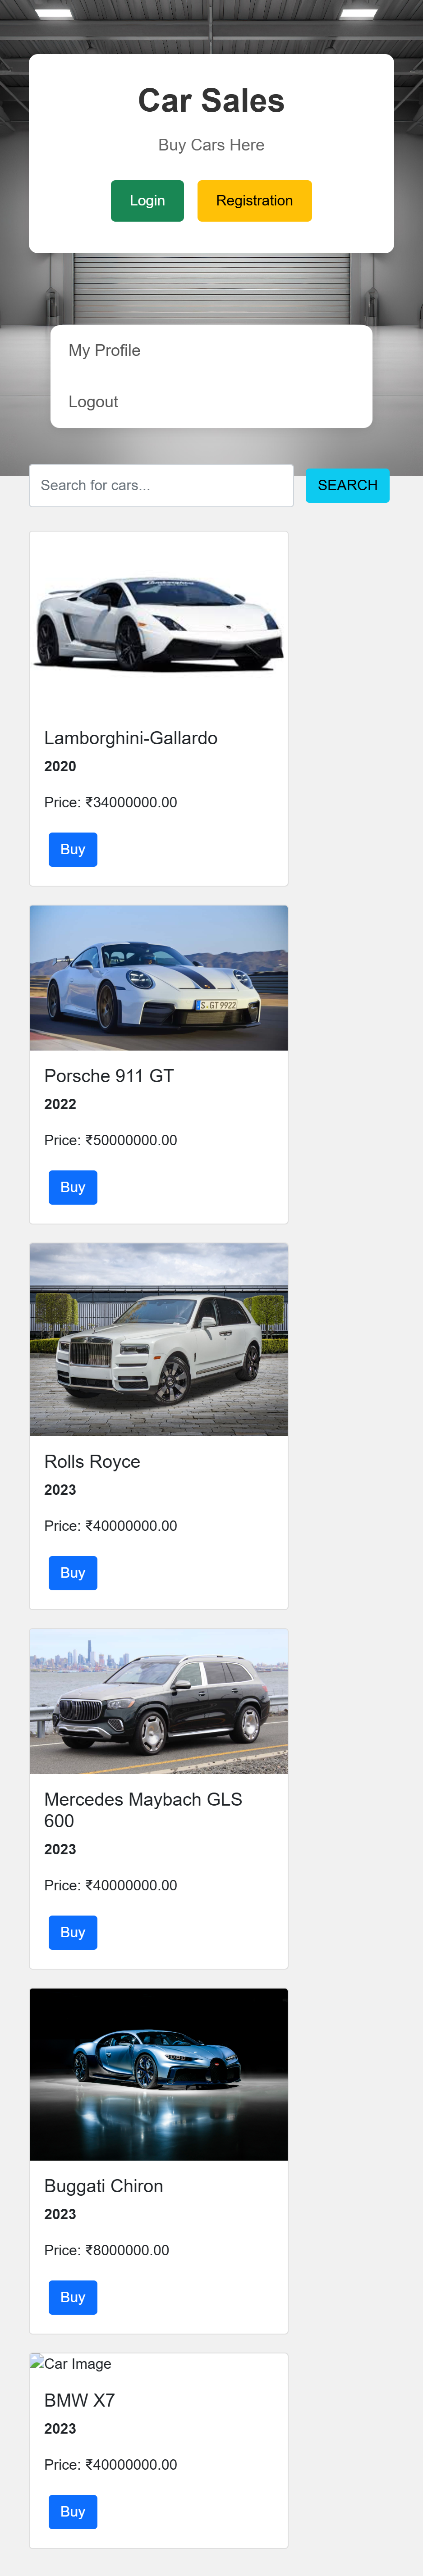 Car Sales
Buy Cars Here
Login Registration
My Profile
Logout
Search for cars... SEARCH
Lamborghini-Gallardo
2020
Price: ₹34000000.00
Buy
S.GT 9922
Porsche 911 GT
2022
Price: ₹50000000.00
Buy
Rolls Royce
2023
Price: ₹40000000.00
Buy
Mercedes Maybach GLS
600
2023
Price: ₹40000000.00
Buy
Buggati Chiron
2023
Price: ₹8000000.00
Buy
Car Image
BMW X7
2023
Price: ₹40000000.00
Buy